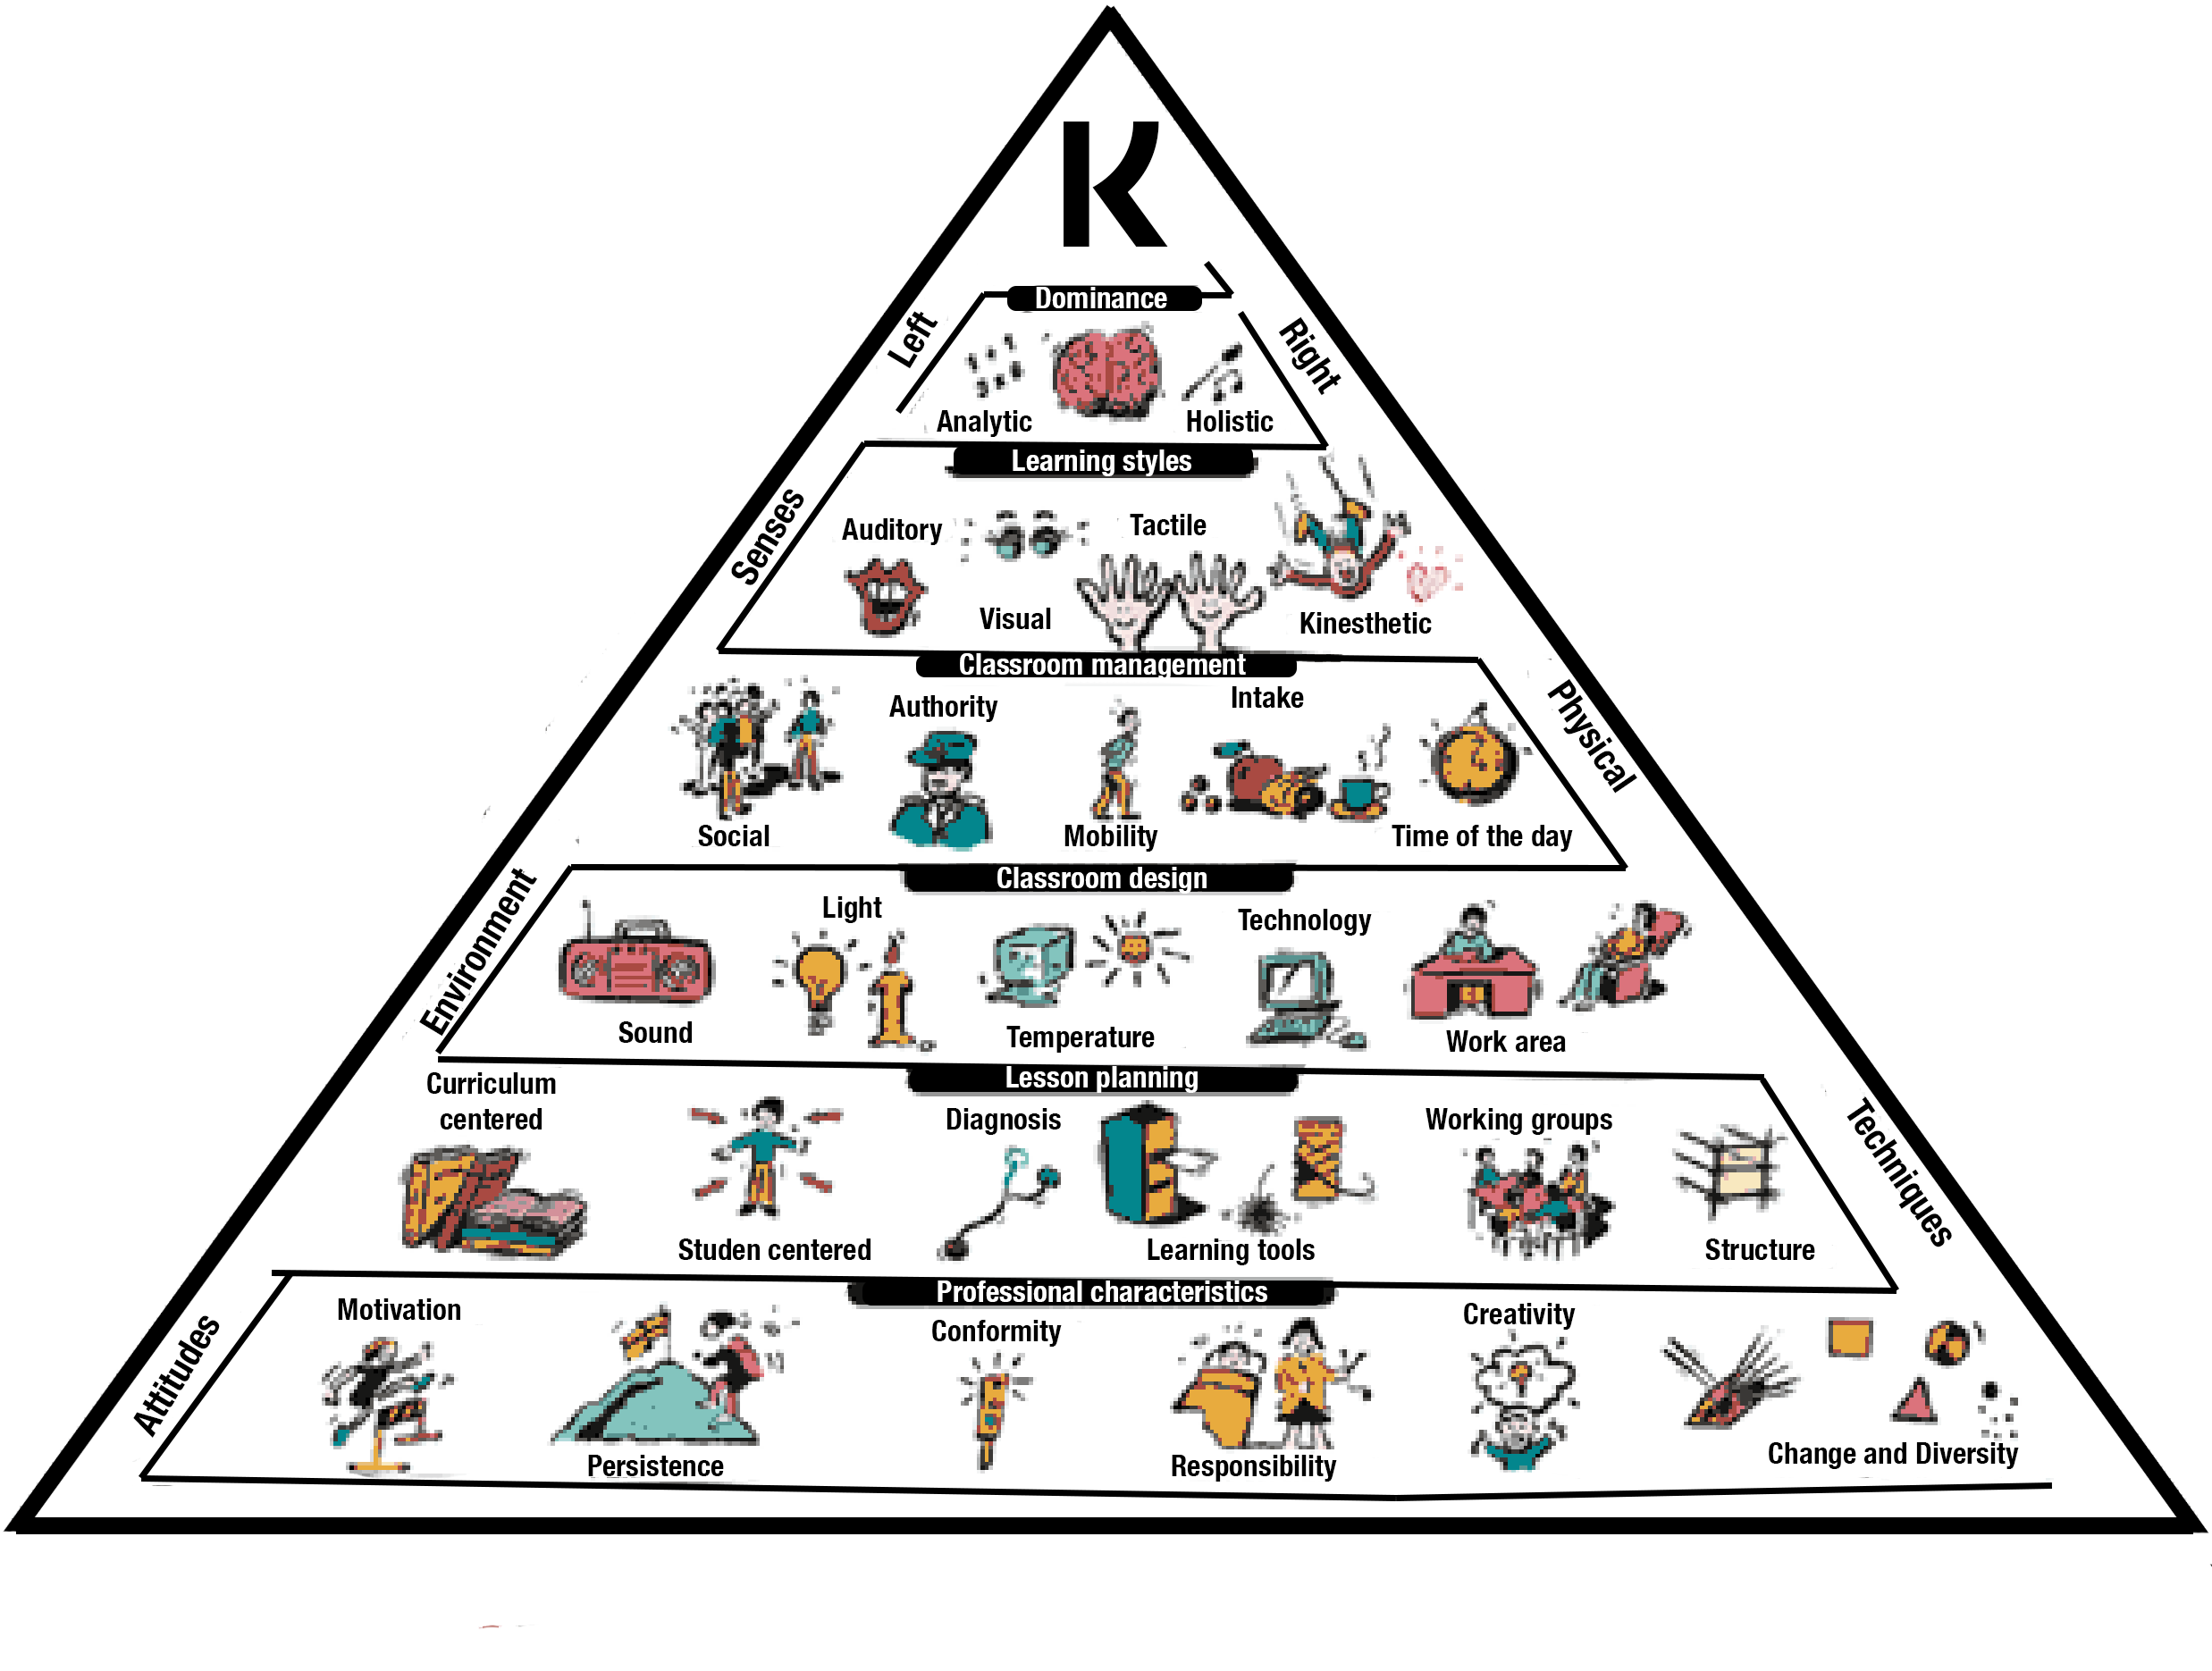 K
Dominance
Left
Right
Analytic
Holistic
Learning styles
Senses
Auditory
Visual
Tactile
Kinesthetic
Classroom management
Physical
Social
Authority
Mobility
Intake
Time of the day
Classroom design
Environment
Sound
Light
Temperature
Technology
Work area
Lesson planning
Techniques
Curriculum
centered
Studen centered
Diagnosis
Learning tools
Working groups
Structure
Professional characteristics
Attitudes
Motivation
Persistence
Conformity
Responsibility
Creativity
Change and Diversity